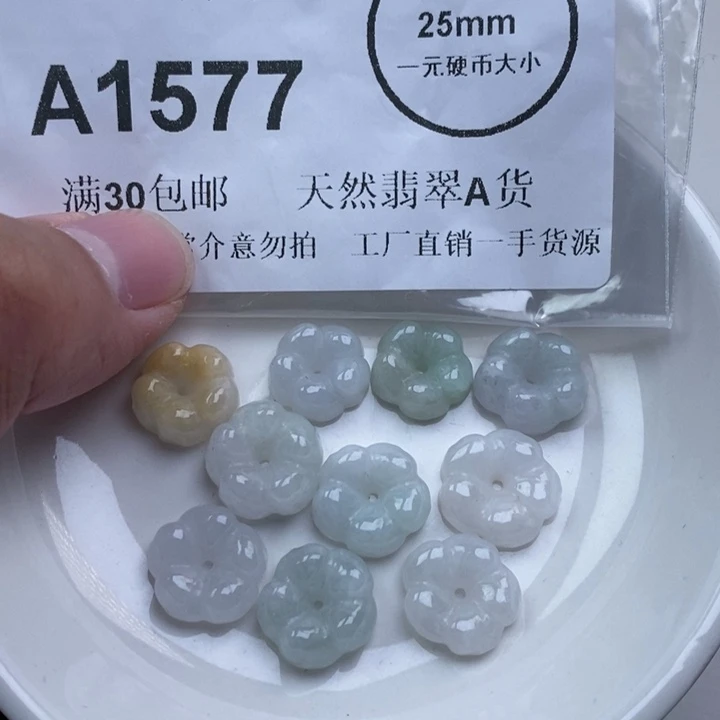 25mm
一元硬币大小
A1577
满30包邮 天然翡翠A货
介意勿拍 工厂直销一手货源